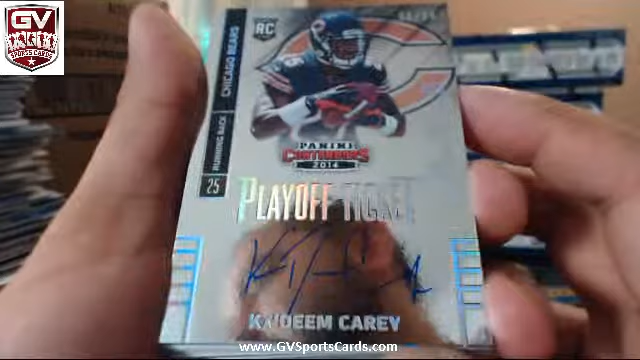 GV
SPORTS CARDS
RC
CHICAGO BEARS
RUNNING BACK
25
PANINI
CONTENDERS
2014
PLAYOFF TICKET
KA'DEEM CAREY
www.GVSportsCards.com